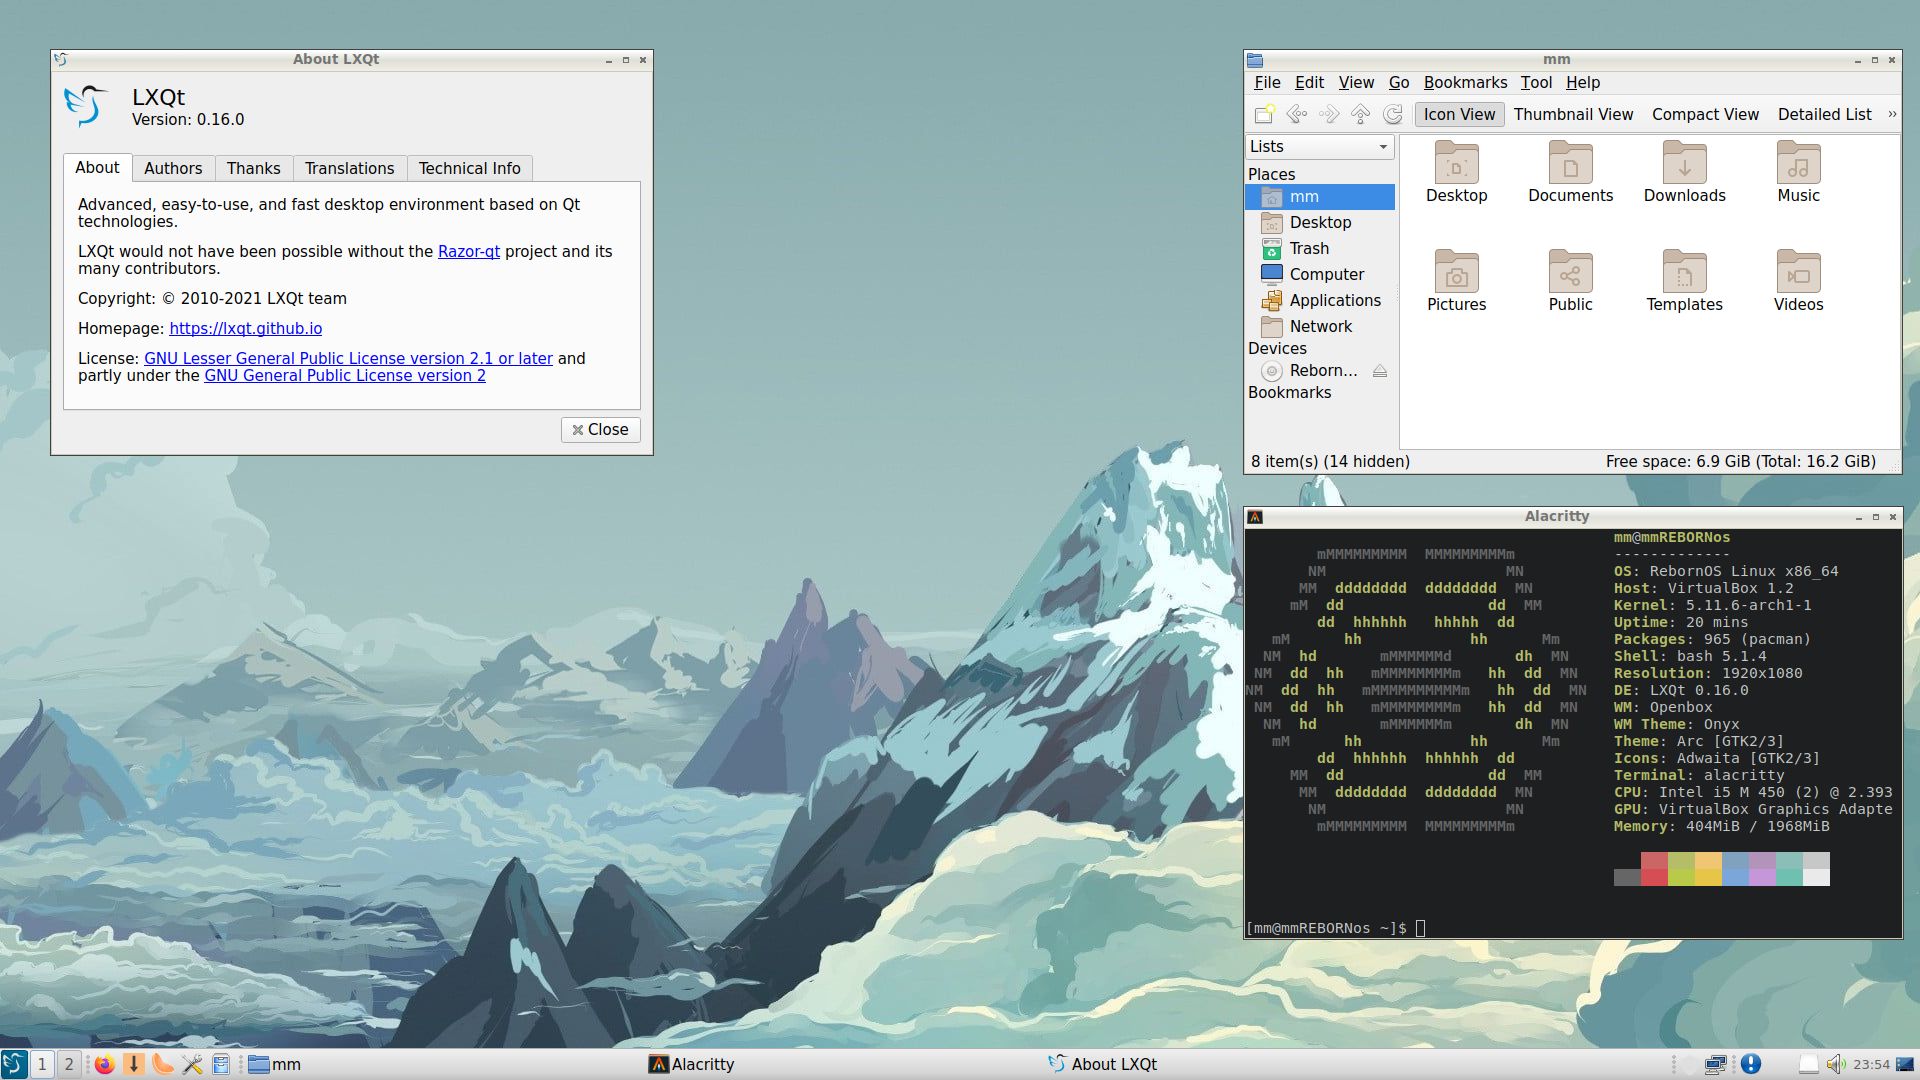 About LXQt
LXQt
Version: 0.16.0
About Authors Thanks Translations Technical Info
Advanced, easy-to-use, and fast desktop environment based on Qt
technologies.
LXQt would not have been possible without the Razor-qt project and its
many contributors.
Copyright: © 2010-2021 LXQt team
Homepage: https://lxqt.github.io
License: GNU Lesser General Public License version 2.1 or later and
partly under the GNU General Public License version 2
Close
mm
File Edit View Go Bookmarks Tool Help
Icon View Thumbnail View Compact View Detailed List »
Lists
Places
mm
Desktop
Trash
Computer
Applications
Network
Devices
Reborn...
Bookmarks
Desktop Documents Downloads Music
Pictures Public Templates Videos
8 item(s) (14 hidden) Free space: 6.9 GiB (Total: 16.2 GiB)
Alacritty
mMMMMMMMMM MMMMMMMMMm
NM MN
MM dddddddd dddddddd MN
mM dd dd MM
dd hhhhhh hhhhh dd
mM hh hh Mm
NM hd mMMMMMMd dh MN
NM dd hh mMMMMMMMMm hh dd MN
NM dd hh mMMMMMMMMMMm hh dd MN
NM dd hh mMMMMMMMMm hh dd MN
NM hd mMMMMMMm dh MN
mM hh hh Mm
dd hhhhhh hhhhhh dd
MM dd dd MM
MM dddddddd dddddddd MN
NM MN
mMMMMMMMMM MMMMMMMMMm
mm@mmREBORNos
-------------
OS: RebornOS Linux x86_64
Host: VirtualBox 1.2
Kernel: 5.11.6-arch1-1
Uptime: 20 mins
Packages: 965 (pacman)
Shell: bash 5.1.4
Resolution: 1920x1080
DE: LXQt 0.16.0
WM: Openbox
WM Theme: Onyx
Theme: Arc [GTK2/3]
Icons: Adwaita [GTK2/3]
Terminal: alacritty
CPU: Intel i5 M 450 (2) @ 2.393
GPU: VirtualBox Graphics Adapte
Memory: 404MiB / 1968MiB
[mm@mmREBORNos ~]$
1 2 mm Alacritty About LXQt 23:54